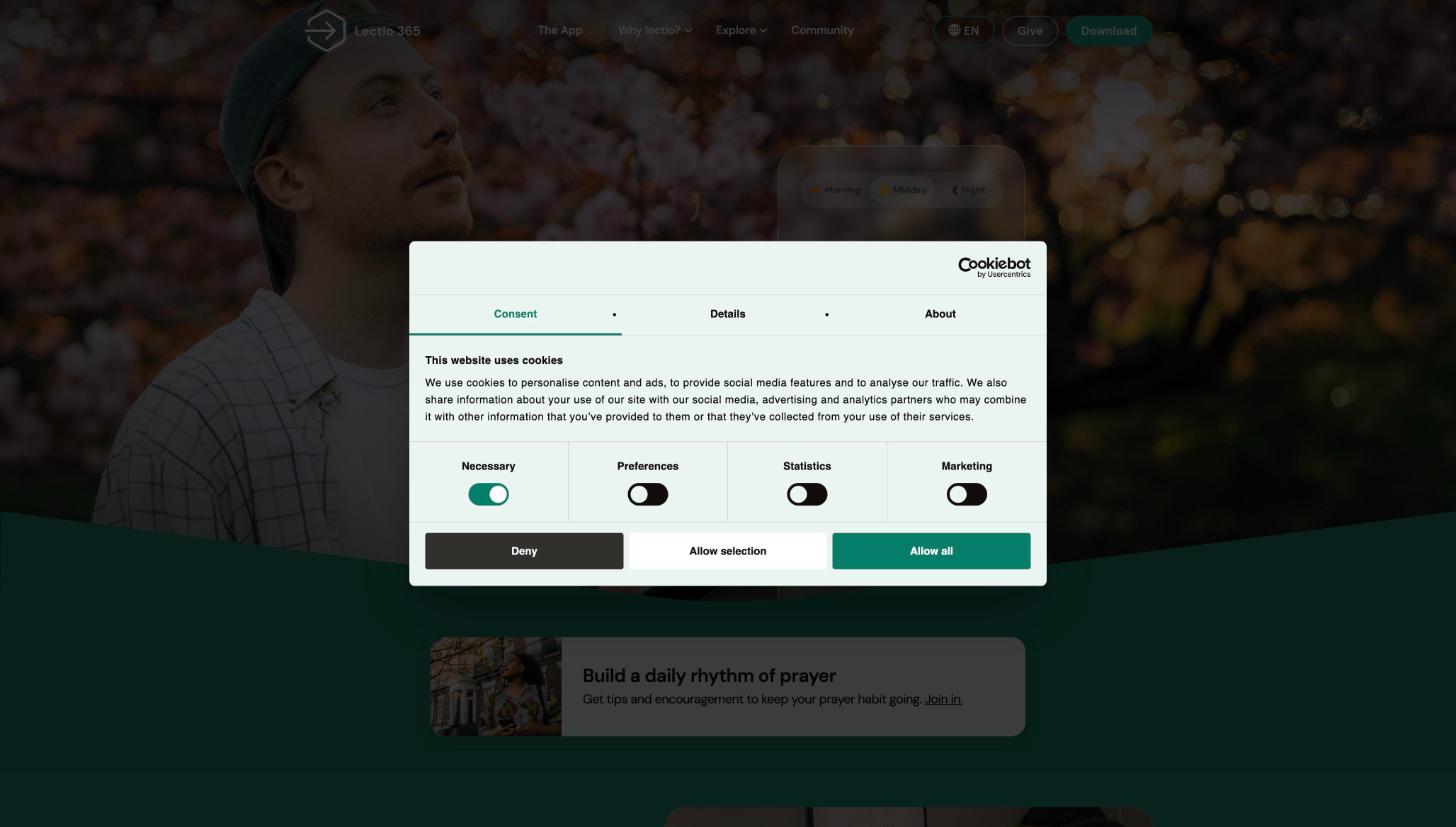 Lectio 365
The App
Why lectio?
Explore
Community
EN
Give
Download
Morning
Midday
Night
Cookiebot
by Usercentrics
Consent
Details
About
This website uses cookies
We use cookies to personalise content and ads, to provide social media features and to analyse our traffic. We also
share information about your use of our site with our social media, advertising and analytics partners who may combine
it with other information that you've provided to them or that they've collected from your use of their services.
Necessary
Preferences
Statistics
Marketing
Deny
Allow selection
Allow all
Build a daily rhythm of prayer
Get tips and encouragement to keep your prayer habit going. Join in.